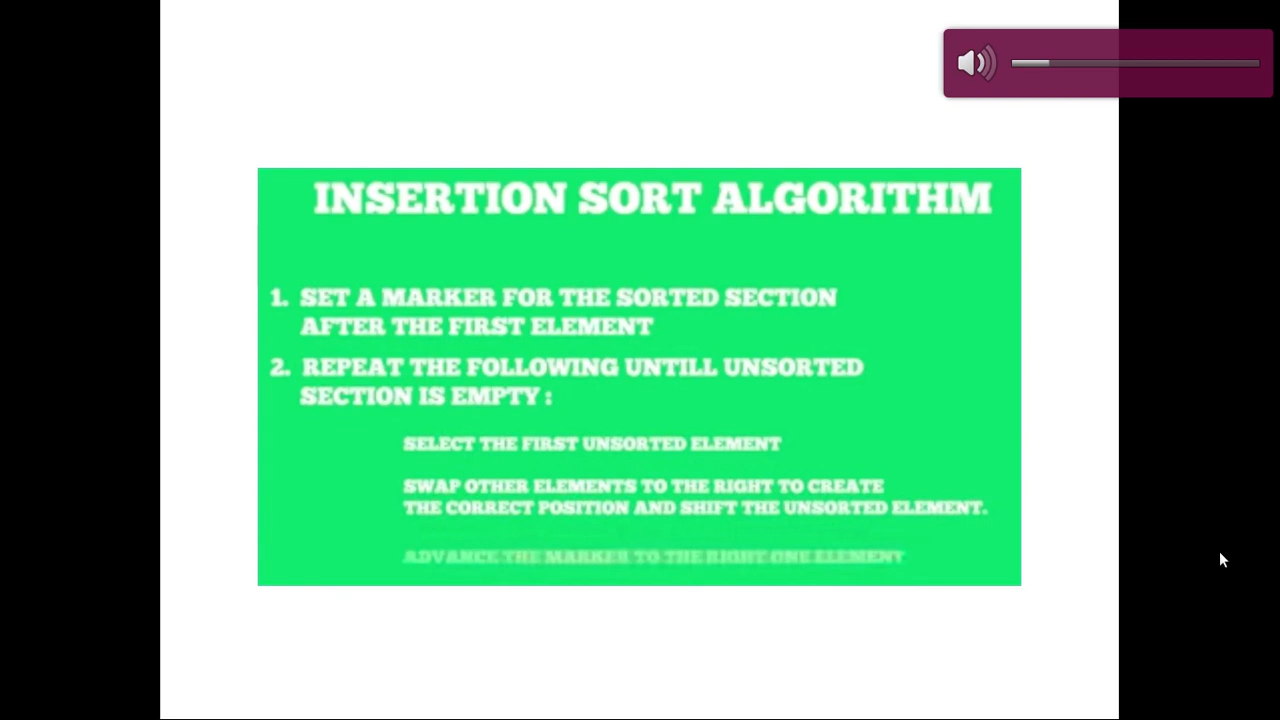 INSERTION SORT ALGORITHM
1. SET A MARKER FOR THE SORTED SECTION
AFTER THE FIRST ELEMENT
2. REPEAT THE FOLLOWING UNTILL UNSORTED
SECTION IS EMPTY :
SELECT THE FIRST UNSORTED ELEMENT
SWAP OTHER ELEMENTS TO THE RIGHT TO CREATE
THE CORRECT POSITION AND SHIFT THE UNSORTED ELEMENT.
ADVANCE THE MARKER TO THE RIGHT ONE ELEMENT